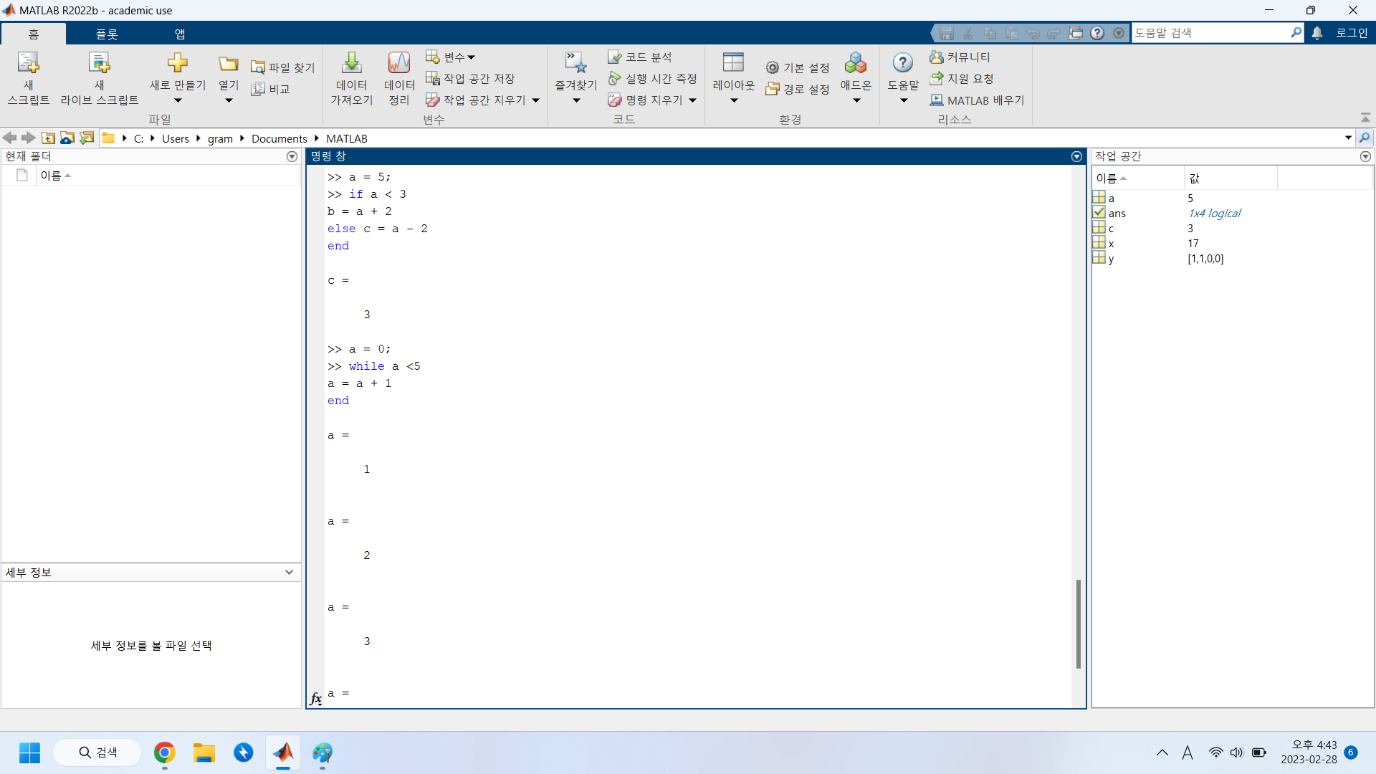 MATLAB R2022b - academic use
홈 플롯 앱
도움말 검색
로그인
새 스크립트
새 라이브 스크립트
새로 만들기
열기
파일 찾기
비교
파일
데이터 가져오기
데이터 정리
변수
작업 공간 저장
작업 공간 지우기
변수
즐겨찾기
코드 분석
실행 시간 측정
명령 지우기
코드
레이아웃
기본 설정
경로 설정
애드온
환경
도움말
커뮤니티
지원 요청
MATLAB 배우기
리소스
C: Users gram Documents MATLAB
현재 폴더
이름
세부 정보
세부 정보를 볼 파일 선택
명령 창
>> a = 5;
>> if a < 3
b = a + 2
else c = a - 2
end
c =
3
>> a = 0;
>> while a <5
a = a + 1
end
a =
1
a =
2
a =
3
fx a =
작업 공간
이름 값
a 5
ans 1x4 logical
c 3
x 17
y [1,1,0,0]
검색
A
오후 4:43
2023-02-28
6